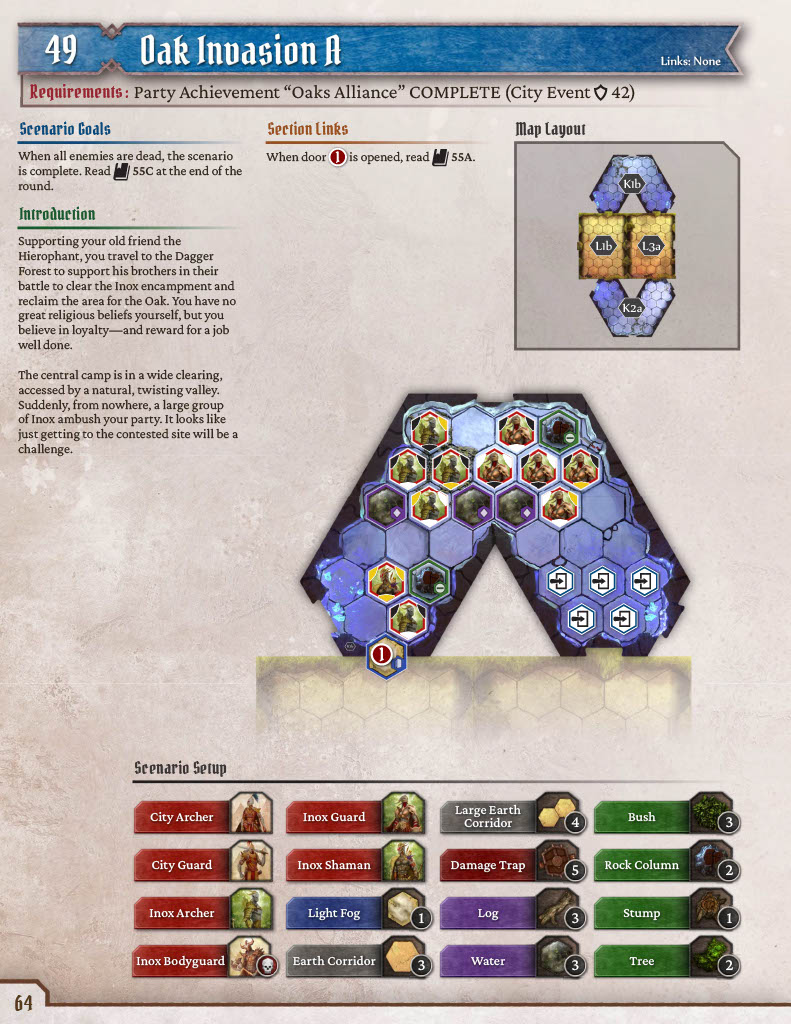 49
Oak Invasion A
Links: None
Requirements: Party Achievement “Oaks Alliance” COMPLETE (City Event 42)
Scenario Goals
When all enemies are dead, the scenario
is complete. Read 55C at the end of the
round.
Introduction
Supporting your old friend the
Hierophant, you travel to the Dagger
Forest to support his brothers in their
battle to clear the Inox encampment and
reclaim the area for the Oak. You have no
great religious beliefs yourself, but you
believe in loyalty—and reward for a job
well done.
The central camp is in a wide clearing,
accessed by a natural, twisting valley.
Suddenly, from nowhere, a large group
of Inox ambush your party. It looks like
just getting to the contested site will be a
challenge.
Section Links
When door 1 is opened, read 55A.
Map Layout
K1b
L1b
L3a
K2a
1
Scenario Setup
City Archer
Inox Guard
Large Earth
Corridor
4
Bush
3
City Guard
Inox Shaman
Damage Trap
5
Rock Column
2
Inox Archer
Light Fog
1
Log
3
Stump
1
Inox Bodyguard
Earth Corridor
3
Water
3
Tree
2
64